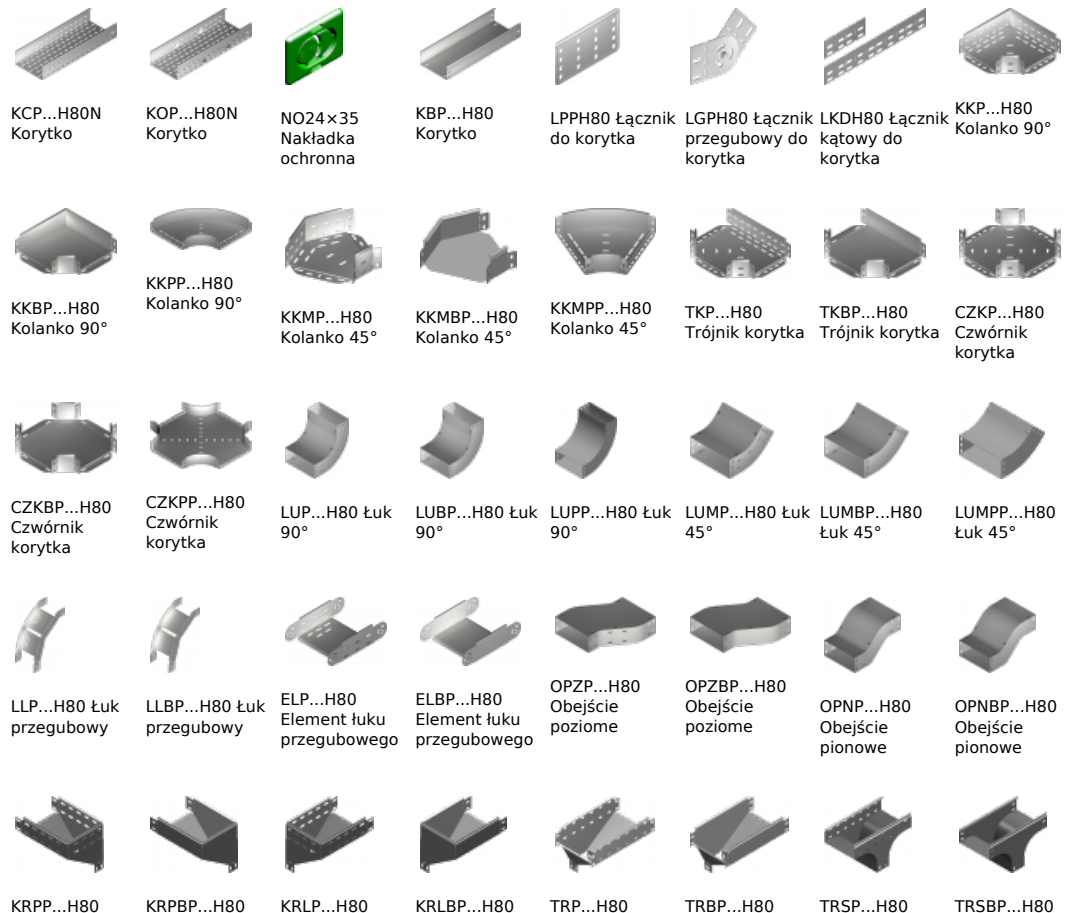 KCP...H80N
Korytko
KOP...H80N
Korytko
NO24×35
Nakładka
ochronna
KBP...H80
Korytko
LPPH80 Łącznik
do korytka
LGPH80 Łącznik
przegubowy do
korytka
LKDH80 Łącznik
kątowy do
korytka
KKP...H80
Kolanko 90°
KKBP...H80
Kolanko 90°
KKPP...H80
Kolanko 90°
KKMP...H80
Kolanko 45°
KKMBP...H80
Kolanko 45°
KKMPP...H80
Kolanko 45°
TKP...H80
Trójnik korytka
TKBP...H80
Trójnik korytka
CZKP...H80
Czwórnik
korytka
CZKBP...H80
Czwórnik
korytka
CZKPP...H80
Czwórnik
korytka
LUP...H80 Łuk
90°
LUBP...H80 Łuk
90°
LUPP...H80 Łuk
90°
LUMP...H80 Łuk
45°
LUMBP...H80
Łuk 45°
LUMPP...H80
Łuk 45°
LLP...H80 Łuk
przegubowy
LLBP...H80 Łuk
przegubowy
ELP...H80
Element łuku
przegubowego
ELBP...H80
Element łuku
przegubowego
OPZP...H80
Obejście
poziome
OPZBP...H80
Obejście
poziome
OPNP...H80
Obejście
pionowe
OPNBP...H80
Obejście
pionowe
KRPP...H80
KRPBP...H80
KRLP...H80
KRLBP...H80
TRP...H80
TRBP...H80
TRSP...H80
TRSBP...H80